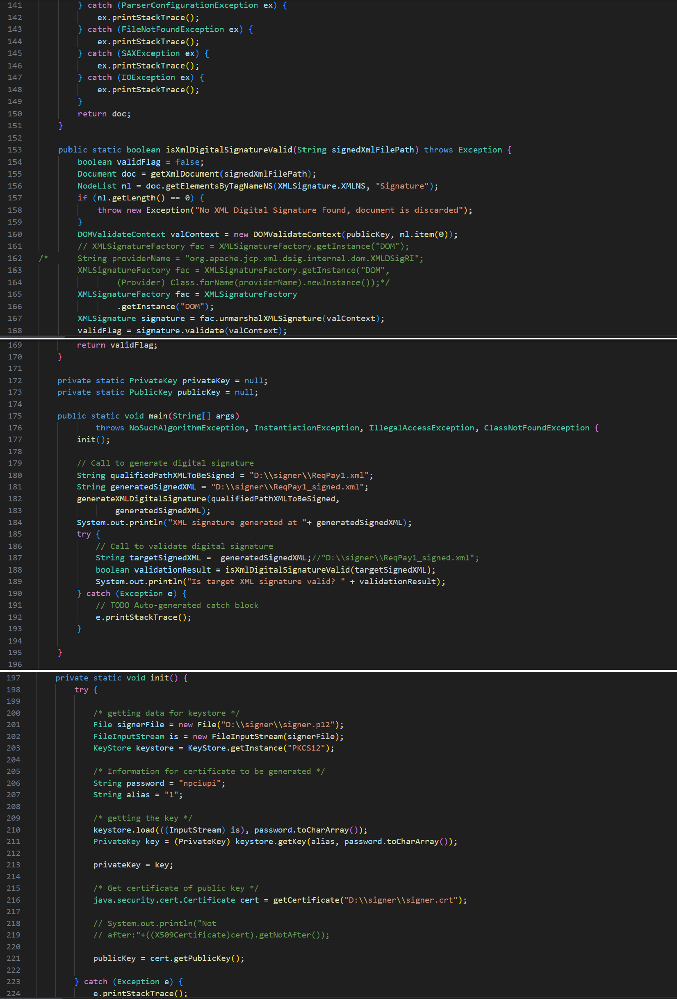 141 } catch (ParserConfigurationException ex) {
142 ex.printStackTrace();
143 } catch (FileNotFoundException ex) {
144 ex.printStackTrace();
145 } catch (SAXException ex) {
146 ex.printStackTrace();
147 } catch (IOException ex) {
148 ex.printStackTrace();
149 }
150 return doc;
151 }
152
153 public static boolean isXmlDigitalSignatureValid(String signedXmlFilePath) throws Exception {
154 boolean validFlag = false;
155 Document doc = getXmlDocument(signedXmlFilePath);
156 NodeList nl = doc.getElementsByTagNameNS(XMLSignature.XMLNS, "Signature");
157 if (nl.getLength() == 0) {
158 throw new Exception("No XML Digital Signature Found, document is discarded");
159 }
160 DOMValidateContext valContext = new DOMValidateContext(publicKey, nl.item(0));
161 // XMLSignatureFactory fac = XMLSignatureFactory.getInstance("DOM");
162 /* String providerName = "org.apache.jcp.xml.dsig.internal.dom.XMLDSigRI";
163 XMLSignatureFactory fac = XMLSignatureFactory.getInstance("DOM",
164 (Provider) Class.forName(providerName).newInstance());*/
165 XMLSignatureFactory fac = XMLSignatureFactory
166 .getInstance("DOM");
167 XMLSignature signature = fac.unmarshalXMLSignature(valContext);
168 validFlag = signature.validate(valContext);
169 return validFlag;
170 }
171
172 private static PrivateKey privateKey = null;
173 private static PublicKey publicKey = null;
174
175 public static void main(String[] args)
176 throws NoSuchAlgorithmException, InstantiationException, IllegalAccessException, ClassNotFoundException {
177 init();
178
179 // Call to generate digital signature
180 String qualifiedPathXMLToBeSigned = "D:\\signer\\ReqPay1.xml";
181 String generatedSignedXML = "D:\\signer\\ReqPay1_signed.xml";
182 generateXMLDigitalSignature(qualifiedPathXMLToBeSigned,
183 generatedSignedXML);
184 System.out.println("XML signature generated at "+ generatedSignedXML);
185 try {
186 // Call to validate digital signature
187 String targetSignedXML =  generatedSignedXML;//"D:\\signer\\ReqPay1_signed.xml";
188 boolean validationResult = isXmlDigitalSignatureValid(targetSignedXML);
189 System.out.println("Is target XML signature valid? " + validationResult);
190 } catch (Exception e) {
191 // TODO Auto-generated catch block
192 e.printStackTrace();
193 }
194
195 }
196
197 private static void init() {
198 try {
199
200 /* getting data for keystore */
201 File signerFile = new File("D:\\signer\\signer.p12");
202 FileInputStream is = new FileInputStream(signerFile);
203 KeyStore keystore = KeyStore.getInstance("PKCS12");
204
205 /* Information for certificate to be generated */
206 String password = "npciupi";
207 String alias = "1";
208
209 /* getting the key */
210 keystore.load(((InputStream) is), password.toCharArray());
211 PrivateKey key = (PrivateKey) keystore.getKey(alias, password.toCharArray());
212
213 privateKey = key;
214
215 /* Get certificate of public key */
216 java.security.cert.Certificate cert = getCertificate("D:\\signer\\signer.crt");
217
218 // System.out.println("Not
219 // after:"+((X509Certificate)cert).getNotAfter());
220
221 publicKey = cert.getPublicKey();
222
223 } catch (Exception e) {
224 e.printStackTrace();